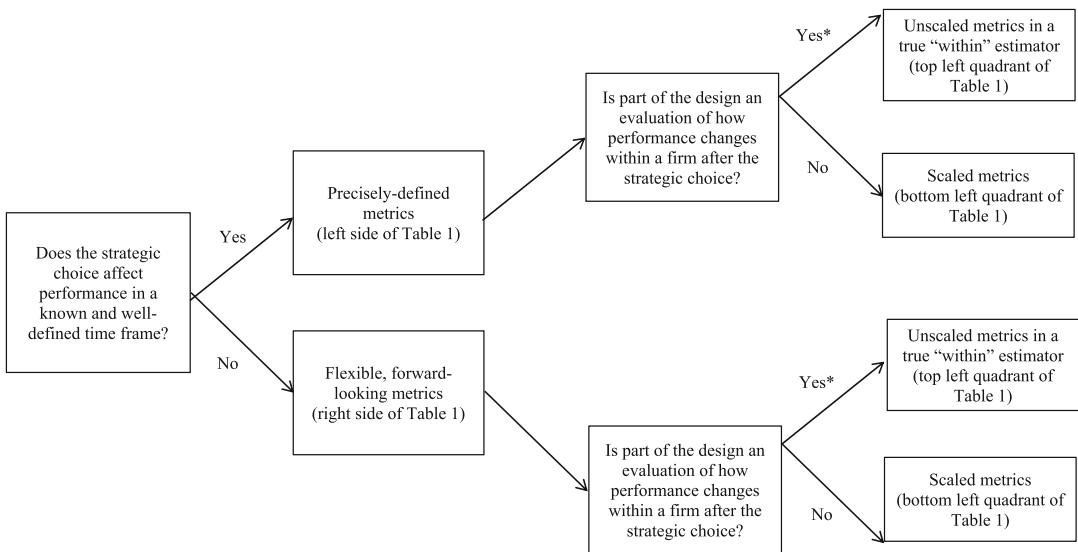 Does the strategic
choice affect
performance in a
known and well-
defined time frame?
Yes
No
Precisely-defined
metrics
(left side of Table 1)
Flexible, forward-
looking metrics
(right side of Table 1)
Is part of the design an
evaluation of how
performance changes
within a firm after the
strategic choice?
Yes*
No
Unscaled metrics in a
true “within” estimator
(top left quadrant of
Table 1)
Scaled metrics
(bottom left quadrant of
Table 1)
Is part of the design an
evaluation of how
performance changes
within a firm after the
strategic choice?
Yes*
No
Unscaled metrics in a
true “within” estimator
(top left quadrant of
Table 1)
Scaled metrics
(bottom left quadrant of
Table 1)